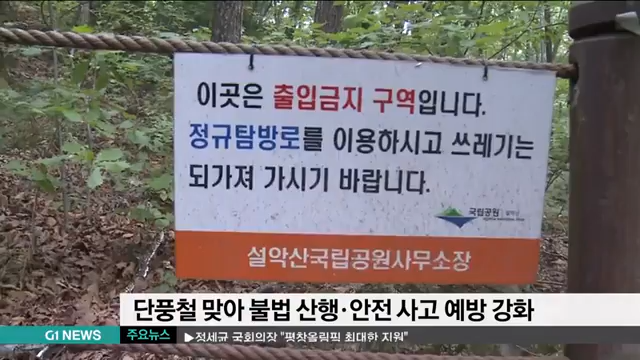 이곳은 출입금지 구역입니다.
정규탐방로를 이용하시고 쓰레기는
되가져 가시기 바랍니다.
국립공원
설악산국립공원사무소장
단풍철 맞아 불법 산행·안전 사고 예방 강화
G1 NEWS 주요뉴스 ▶정세균 국회의장 "평창올림픽 최대한 지원"